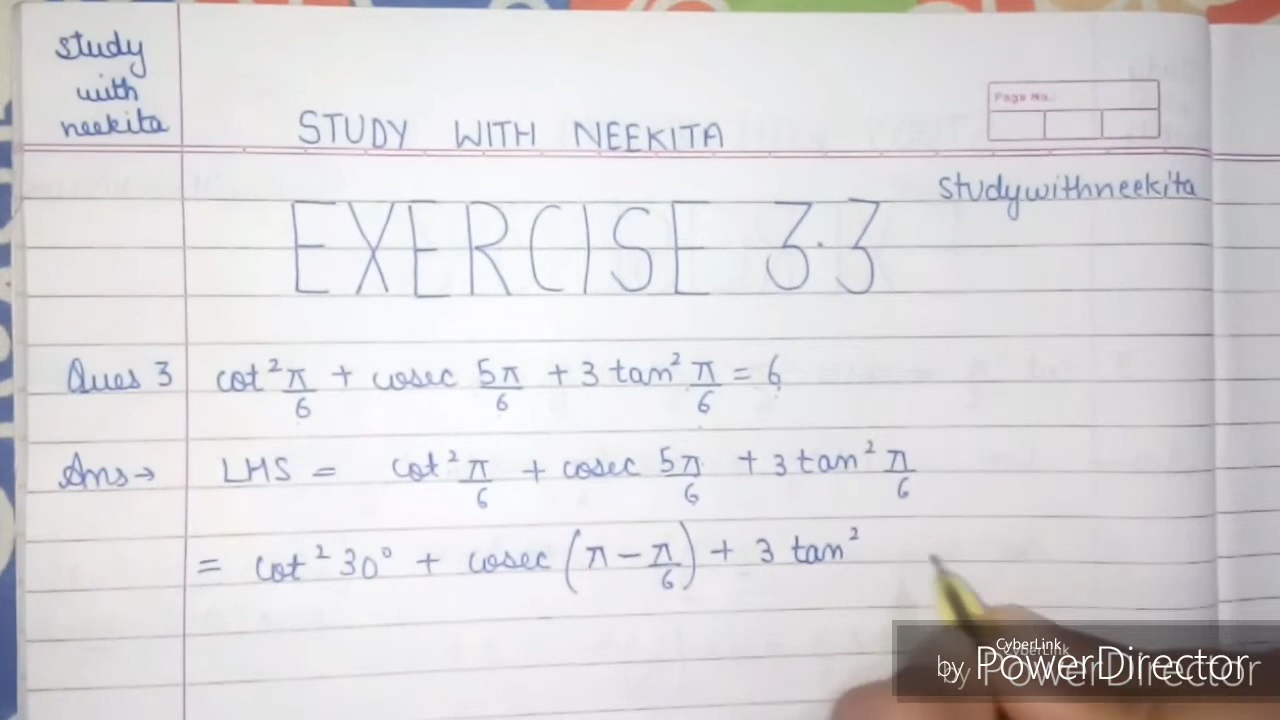 study
with
neekita
STUDY WITH NEEKITA
Page No.:
studywithneekita
EXERCISE 3.3
Ques 3 cot² π/6 + cosec 5π/6 + 3 tan² π/6 = 6
Ans → LHS = cot² π/6 + cosec 5π/6 + 3 tan² π/6
= cot² 30° + cosec (π − π/6) + 3 tan²
CyberLink
by PowerDirector